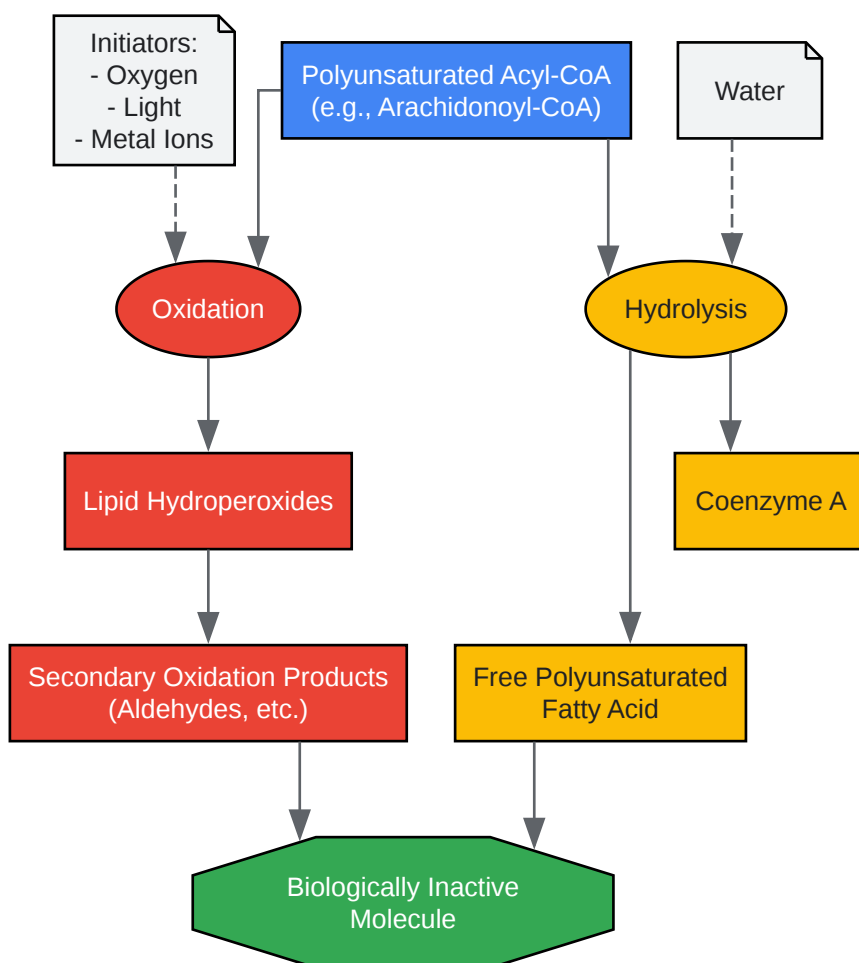 Initiators:
- Oxygen
- Light
- Metal Ions
Polyunsaturated Acyl-CoA
(e.g., Arachidonoyl-CoA)
Water
Oxidation
Hydrolysis
Lipid Hydroperoxides
Coenzyme A
Secondary Oxidation Products
(Aldehydes, etc.)
Free Polyunsaturated
Fatty Acid
Biologically Inactive
Molecule